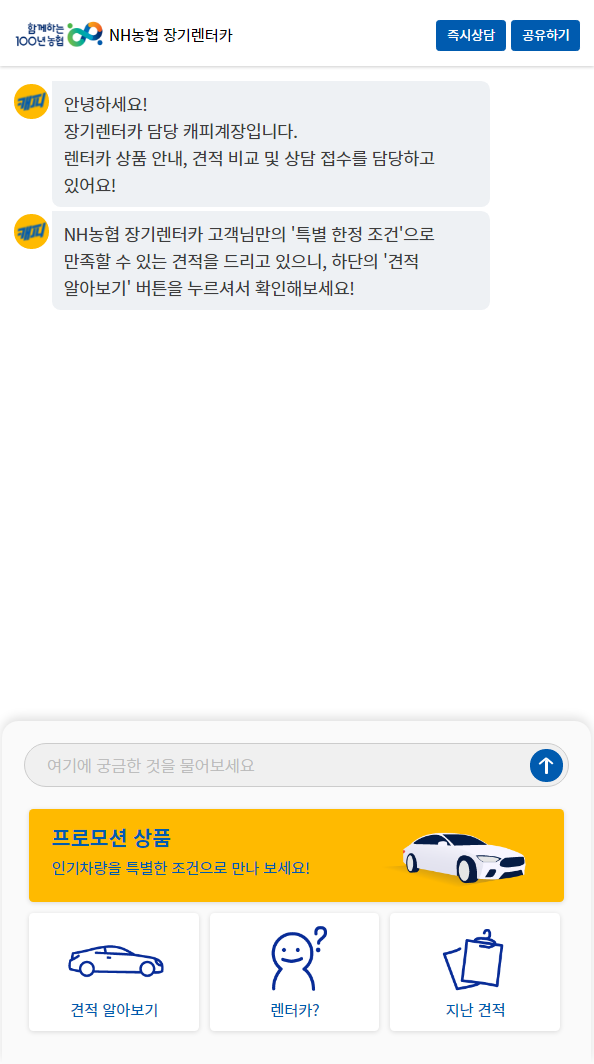 함께하는
100년 농협
NH농협 장기렌터카
즉시상담
공유하기
캐피
안녕하세요!
장기렌터카 담당 캐피계장입니다.
렌터카 상품 안내, 견적 비교 및 상담 접수를 담당하고
있어요!
캐피
NH농협 장기렌터카 고객님만의 '특별 한정 조건'으로
만족할 수 있는 견적을 드리고 있으니, 하단의 '견적
알아보기' 버튼을 누르셔서 확인해보세요!
여기에 궁금한 것을 물어보세요
프로모션 상품
인기차량을 특별한 조건으로 만나 보세요!
견적 알아보기
렌터카?
지난 견적